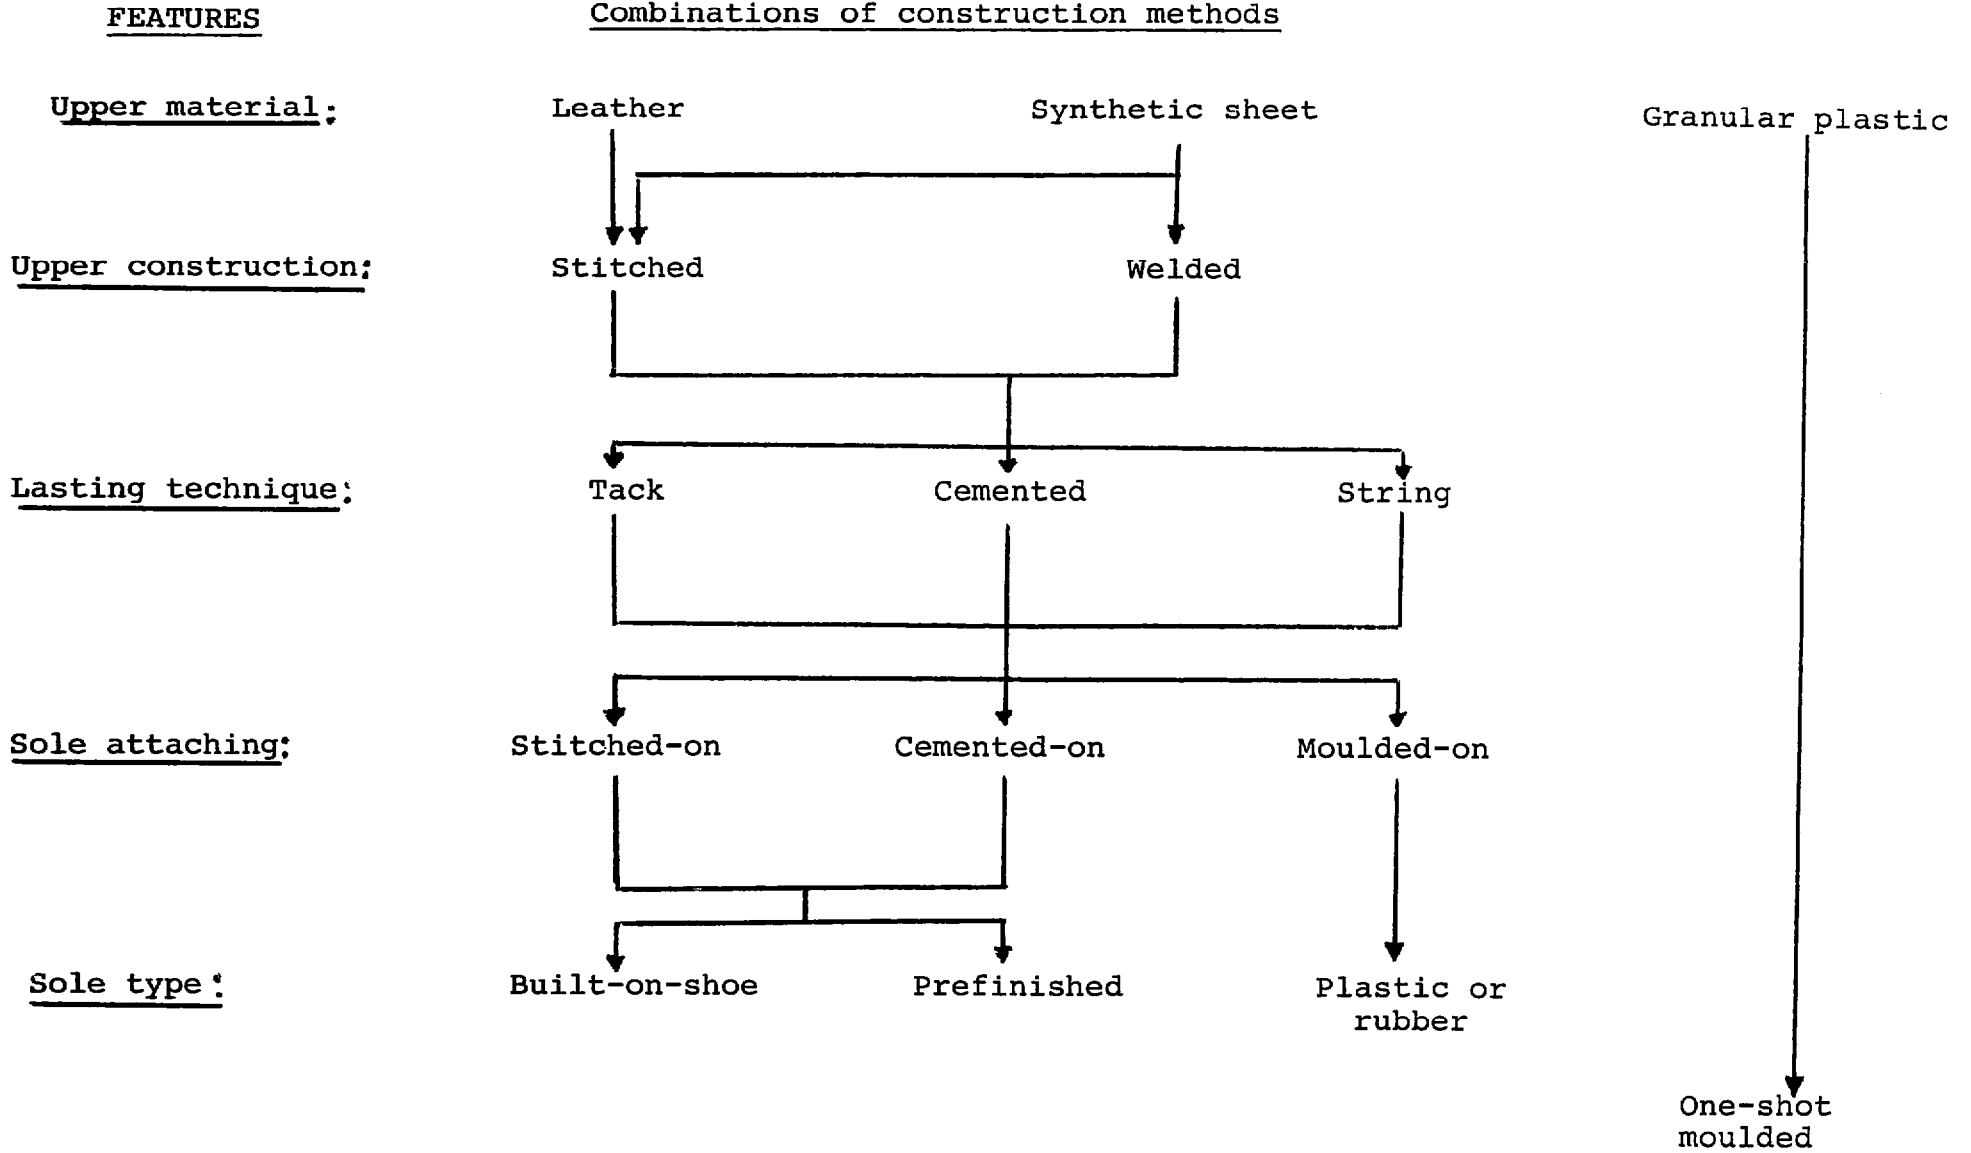 FEATURES Combinations of construction methods
Upper material: Leather Synthetic sheet Granular plastic
Upper construction: Stitched Welded
Lasting technique: Tack Cemented String
Sole attaching: Stitched-on Cemented-on Moulded-on
Sole type: Built-on-shoe Prefinished Plastic or
rubber
One-shot
moulded